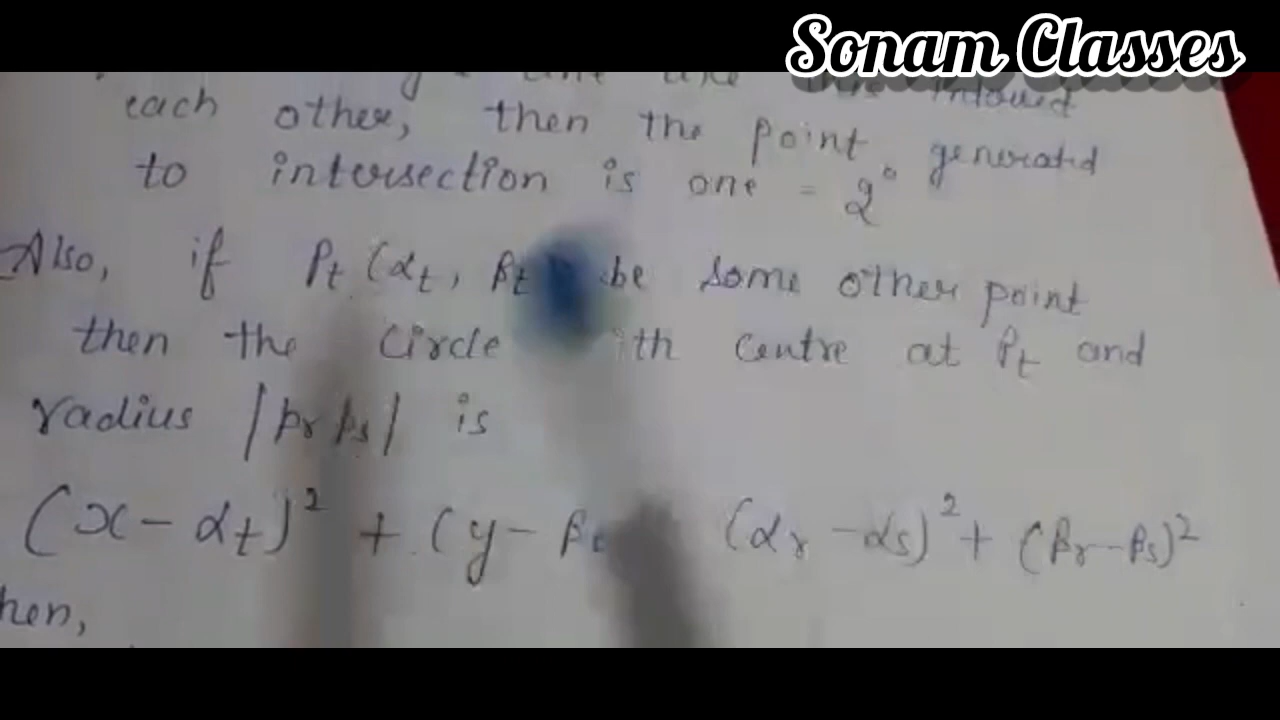 Sonam Classes
each other, then the point generated
to intersection is one = 2°
Also, if Pt (αt, βt be some other point
then the circle ith centre at Pt and
radius |pr ps| is
(x - αt)² + (y - β (αr - αs)² + (βr - βs)²
hen,